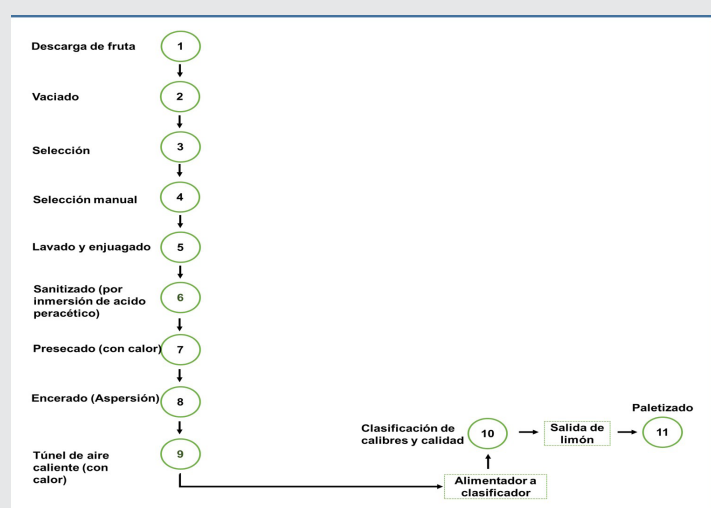 Descarga de fruta
1
Vaciado
2
Selección
3
Selección manual
4
Lavado y enjuagado
5
Sanitizado (por
inmersión de acido
peracético)
6
Presecado (con calor)
7
Encerado (Aspersión)
8
Túnel de aire
caliente (con
calor)
9
Alimentador a
clasificador
Clasificación de
calibres y calidad
10
Salida de
limón
Paletizado
11